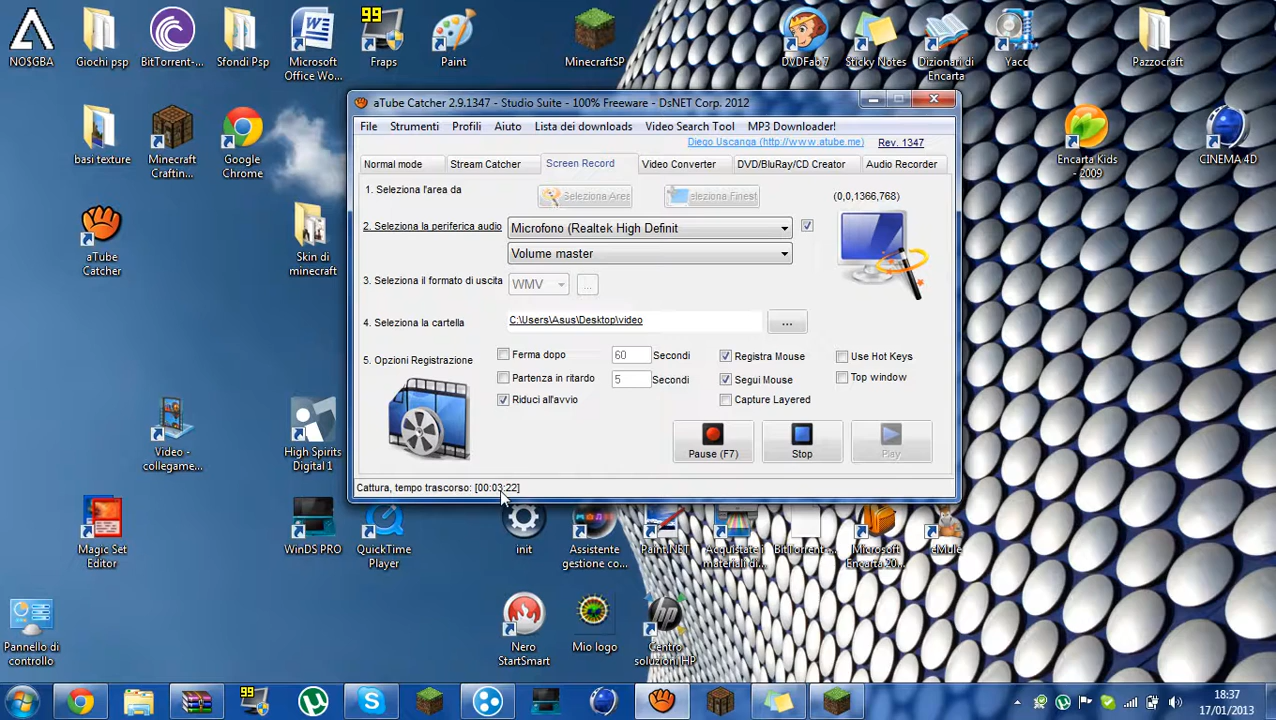 NO$GBA
Giochi psp
BitTorrent-...
Sfondi Psp
Microsoft
Office Wo...
99
Fraps
Paint
MinecraftSP
DVDFab 7
Sticky Notes
Dizionari di
Encarta
Yacc
Pazzocraft
basi texture
Minecraft
Craftin...
Google
Chrome
Encarta Kids
- 2009
CINEMA 4D
aTube
Catcher
Skin di
minecraft
Video -
collegame...
High Spirits
Digital 1
Magic Set
Editor
WinDS PRO
QuickTime
Player
init
Assistente
gestione co...
Paint.NET
Acquistate i
materiali di...
BitTorrent-...
Microsoft
Encarta 20...
eMule
Pannello di
controllo
Nero
StartSmart
Mio logo
hp
Centro
soluzioni HP
aTube Catcher 2.9.1347 - Studio Suite - 100% Freeware - DsNET Corp. 2012
File Strumenti Profili Aiuto Lista dei downloads Video Search Tool MP3 Downloader!
Diego Uscanga (http://www.atube.me) Rev. 1347
Normal mode Stream Catcher Screen Record Video Converter DVD/BluRay/CD Creator Audio Recorder
1. Seleziona l'area da Seleziona Area Seleziona Finest (0,0,1366,768)
2. Seleziona la periferica audio Microfono (Realtek High Definit
Volume master
3. Seleziona il formato di uscita WMV ...
4. Seleziona la cartella C:\Users\Asus\Desktop\video ...
5. Opzioni Registrazione
Ferma dopo 60 Secondi Registra Mouse Use Hot Keys
Partenza in ritardo 5 Secondi Segui Mouse Top window
Riduci all'avvio Capture Layered
Pause (F7) Stop Play
Cattura, tempo trascorso: [00:03:22]
99
18:37
17/01/2013